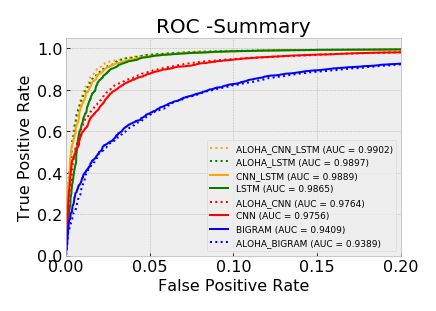 ROC -Summary
True Positive Rate
1.0
0.8
0.6
0.4
0.2
0.0
ALOHA_CNN_LSTM (AUC = 0.9902)
ALOHA_LSTM (AUC = 0.9897)
CNN_LSTM (AUC = 0.9889)
LSTM (AUC = 0.9865)
ALOHA_CNN (AUC = 0.9764)
CNN (AUC = 0.9756)
BIGRAM (AUC = 0.9409)
ALOHA_BIGRAM (AUC = 0.9389)
0.00 0.05 0.10 0.15 0.20
False Positive Rate